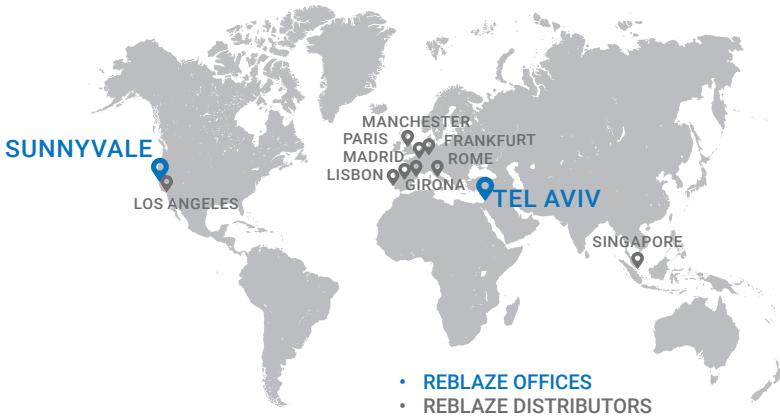 MANCHESTER
PARIS
FRANKFURT
SUNNYVALE
MADRID
ROME
LISBON
GIRONA
LOS ANGELES
TEL AVIV
SINGAPORE
• REBLAZE OFFICES
• REBLAZE DISTRIBUTORS